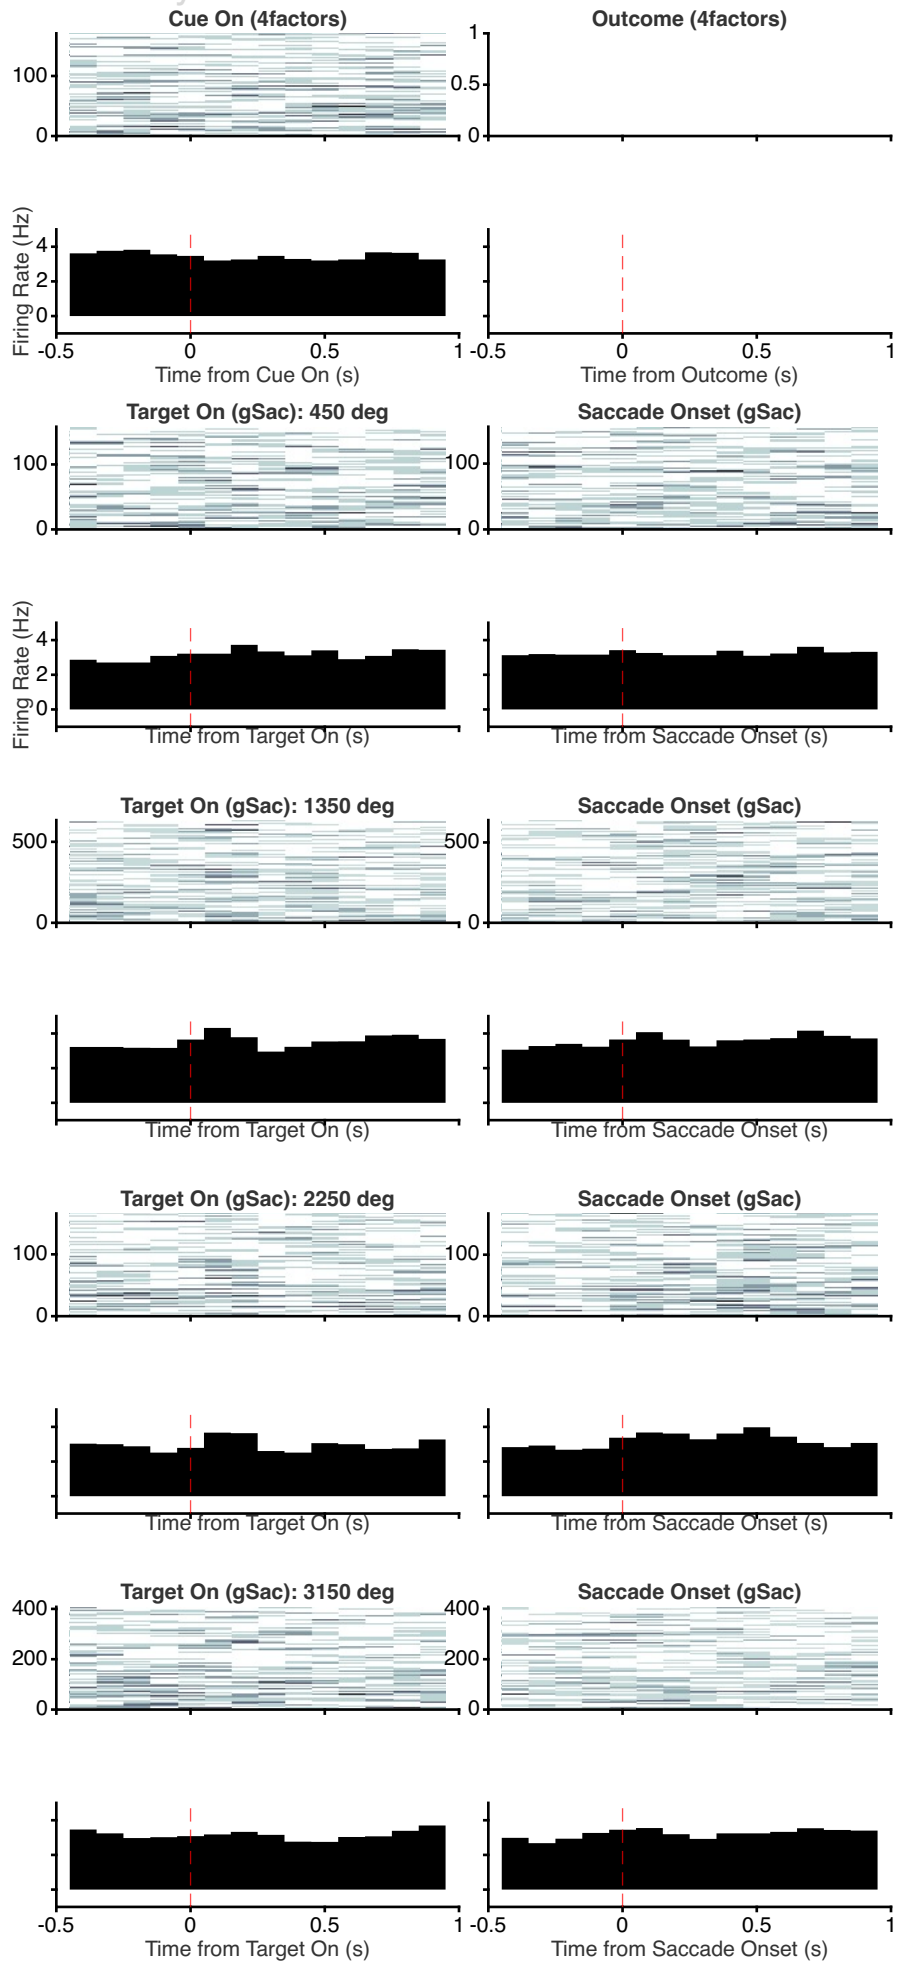 Cue On (4factors)
Outcome (4factors)
100
0
1
0.5
0
Firing Rate (Hz)
4
2
0
-0.5 0 0.5 1
Time from Cue On (s)
-0.5 0 0.5 1
Time from Outcome (s)
Target On (gSac): 450 deg
Saccade Onset (gSac)
100
0
100
0
Firing Rate (Hz)
4
2
0
Time from Target On (s)
Time from Saccade Onset (s)
Target On (gSac): 1350 deg
Saccade Onset (gSac)
500
0
500
0
Time from Target On (s)
Time from Saccade Onset (s)
Target On (gSac): 2250 deg
Saccade Onset (gSac)
100
0
100
0
Time from Target On (s)
Time from Saccade Onset (s)
Target On (gSac): 3150 deg
Saccade Onset (gSac)
400
200
0
400
200
0
-0.5 0 0.5 1
Time from Target On (s)
-0.5 0 0.5 1
Time from Saccade Onset (s)